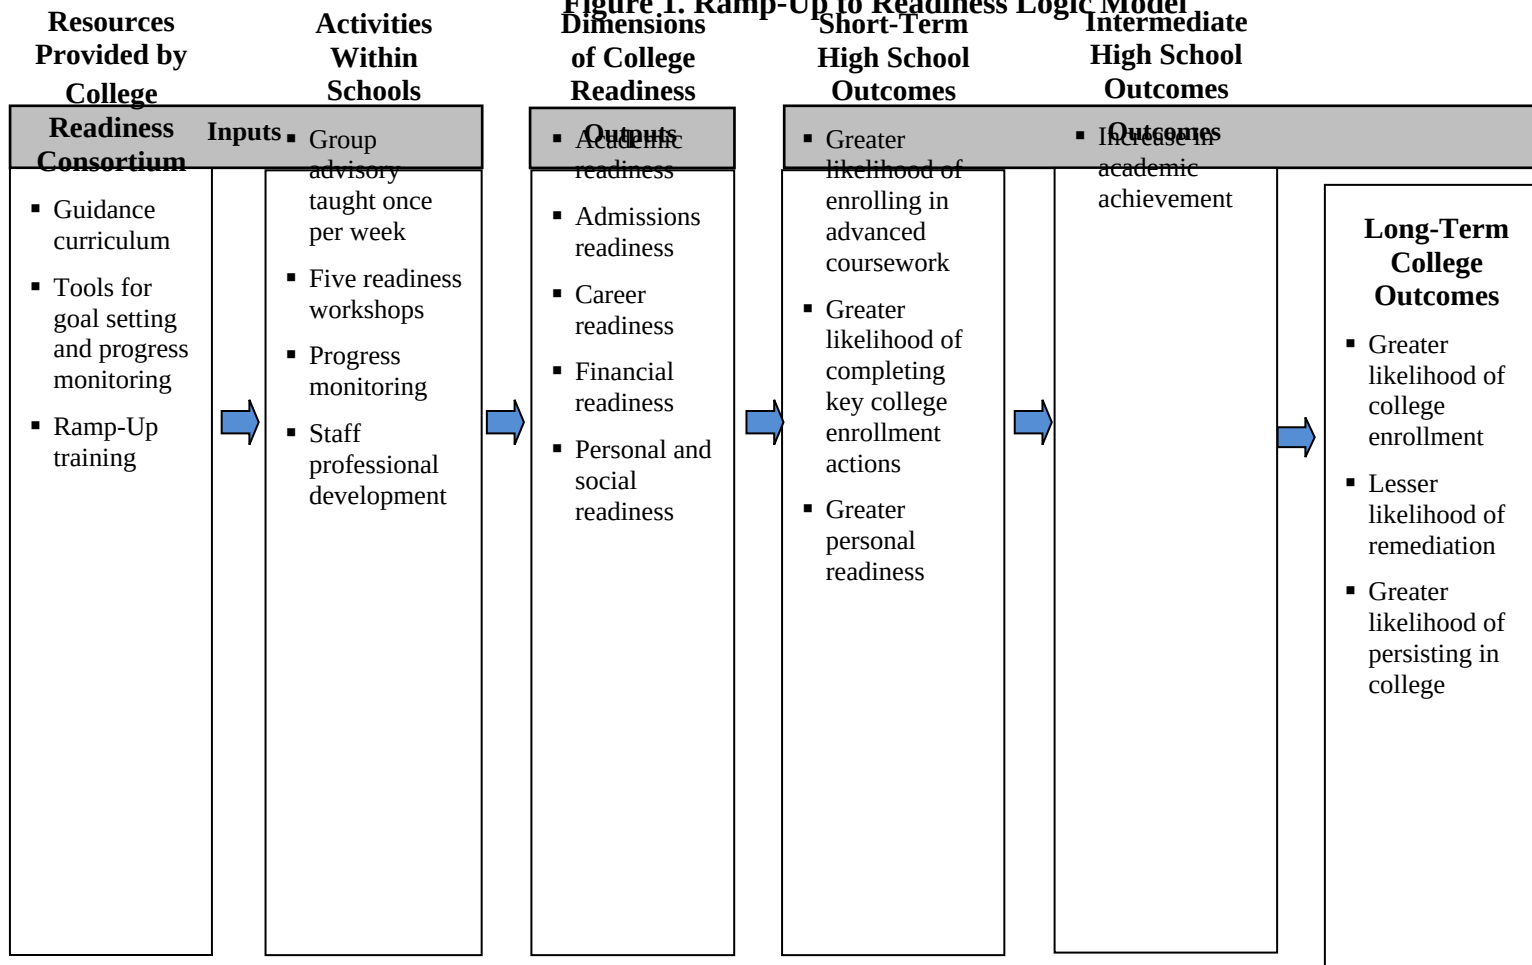 Figure 1. Ramp-Up to Readiness Logic Model
Resources
Provided by
College
Readiness
Consortium
Inputs
▪ Guidance
curriculum
▪ Tools for
goal setting
and progress
monitoring
▪ Ramp-Up
training
Activities
Within
Schools
▪ Group
advisory
taught once
per week
▪ Five readiness
workshops
▪ Progress
monitoring
▪ Staff
professional
development
Dimensions
of College
Readiness
Outputs
▪ Academic
readiness
▪ Admissions
readiness
▪ Career
readiness
▪ Financial
readiness
▪ Personal and
social
readiness
Short-Term
High School
Outcomes
▪ Greater
likelihood of
enrolling in
advanced
coursework
▪ Greater
likelihood of
completing
key college
enrollment
actions
▪ Greater
personal
readiness
Intermediate
High School
Outcomes
Outcomes
▪ Increase in
academic
achievement
Long-Term
College
Outcomes
▪ Greater
likelihood of
college
enrollment
▪ Lesser
likelihood of
remediation
▪ Greater
likelihood of
persisting in
college